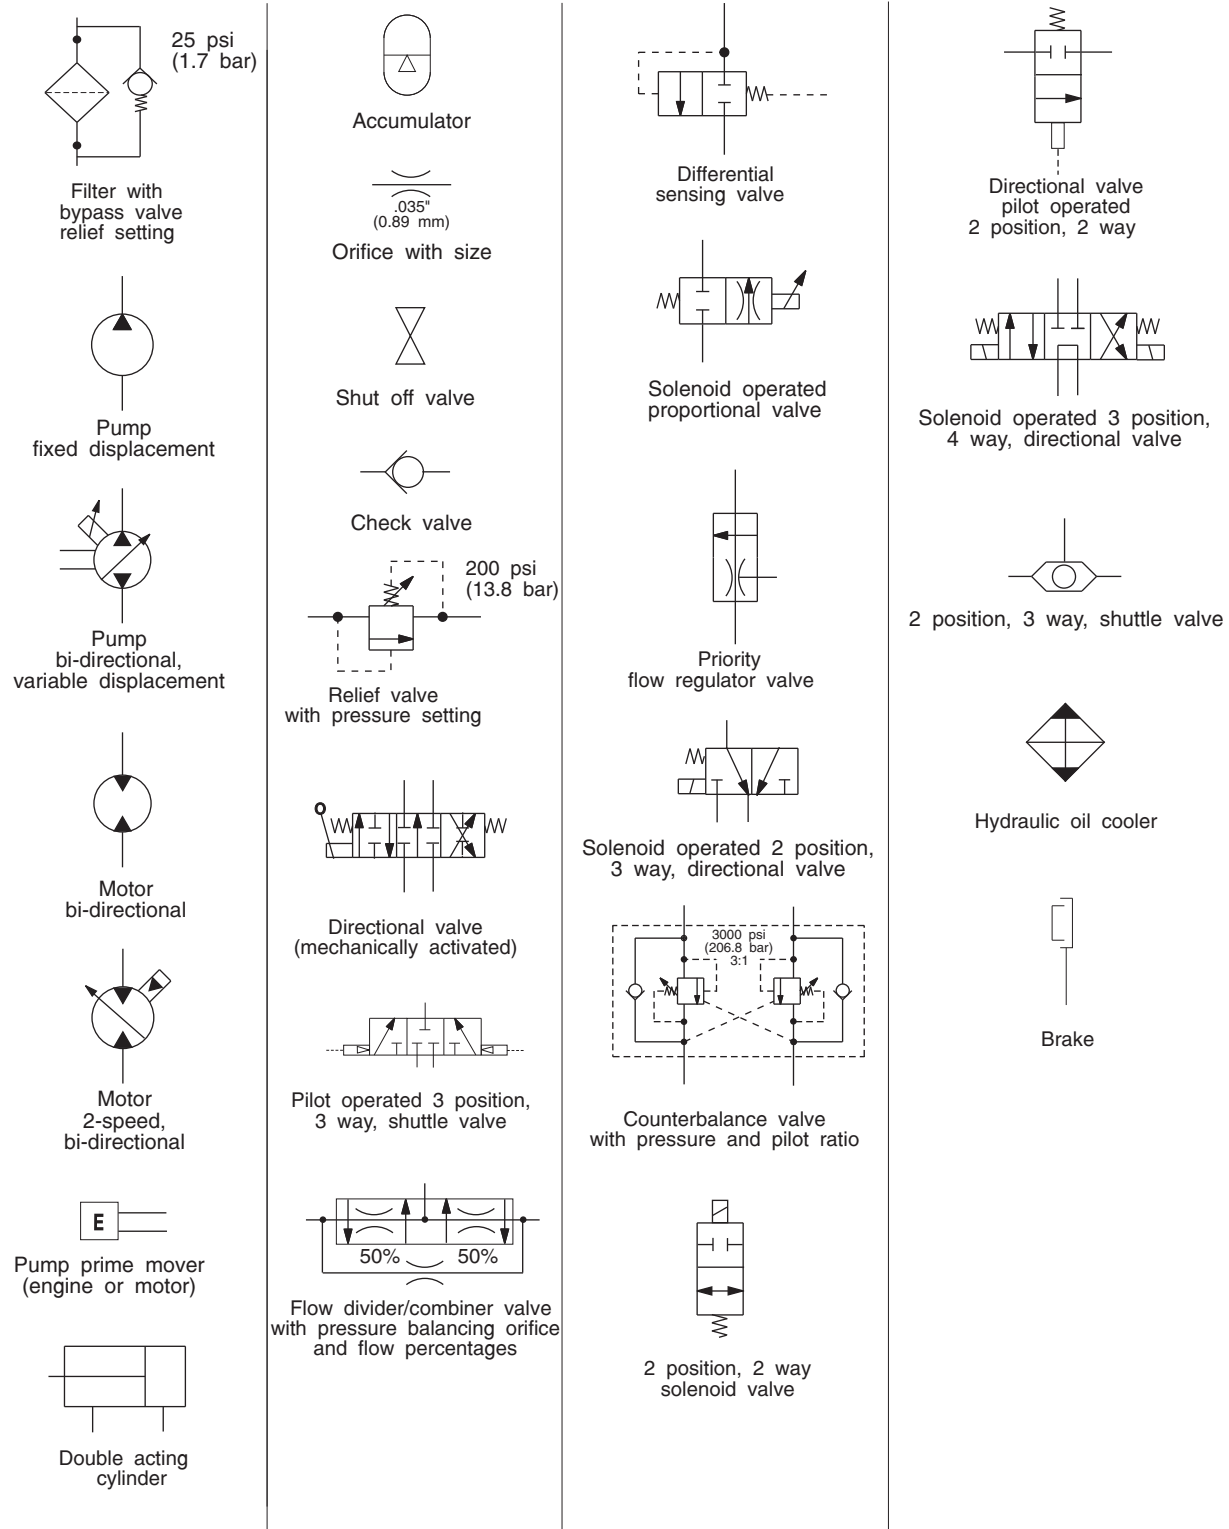 25 psi
(1.7 bar)
Filter with
bypass valve
relief setting
Pump
fixed displacement
Pump
bi-directional,
variable displacement
Motor
bi-directional
Motor
2-speed,
bi-directional
E
Pump prime mover
(engine or motor)
Double acting
cylinder
Accumulator
.035"
(0.89 mm)
Orifice with size
Shut off valve
Check valve
200 psi
(13.8 bar)
Relief valve
with pressure setting
Directional valve
(mechanically activated)
Pilot operated 3 position,
3 way, shuttle valve
50% 50%
Flow divider/combiner valve
with pressure balancing orifice
and flow percentages
Differential
sensing valve
Solenoid operated
proportional valve
Priority
flow regulator valve
Solenoid operated 2 position,
3 way, directional valve
3000 psi
(206.8 bar)
3:1
Counterbalance valve
with pressure and pilot ratio
2 position, 2 way
solenoid valve
Directional valve
pilot operated
2 position, 2 way
Solenoid operated 3 position,
4 way, directional valve
2 position, 3 way, shuttle valve
Hydraulic oil cooler
Brake